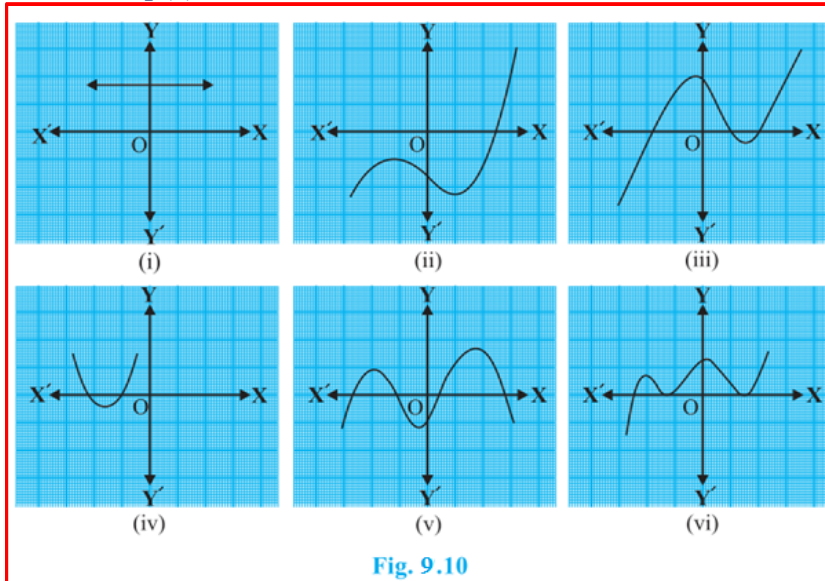 Y Y Y
X′ X X′ X X′ X
O O O
Y′ Y′ Y′
(i) (ii) (iii)
Y Y Y
X′ X X′ X X′ X
O O O
Y′ Y′ Y′
(iv) (v) (vi)
Fig. 9.10